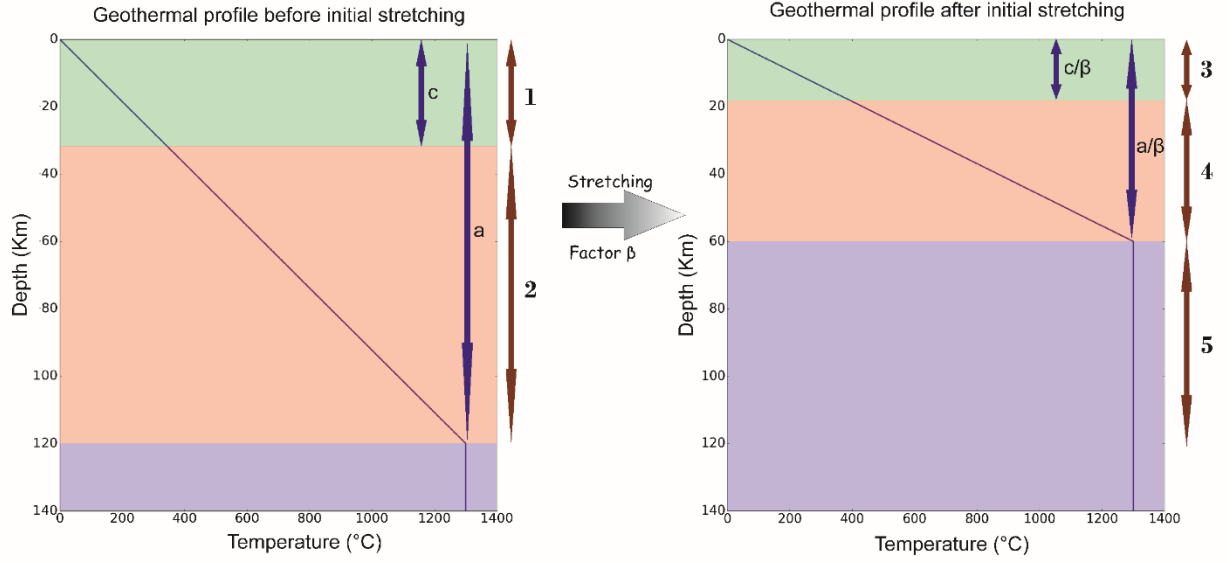 Geothermal profile before initial stretching
0
20
40
60
80
100
120
140
Depth (Km)
0 200 400 600 800 1000 1200 1400
Temperature (°C)
c
a
1
2
Stretching
Factor β
Geothermal profile after initial stretching
0
20
40
60
80
100
120
140
Depth (Km)
0 200 400 600 800 1000 1200 1400
Temperature (°C)
c/β
a/β
3
4
5